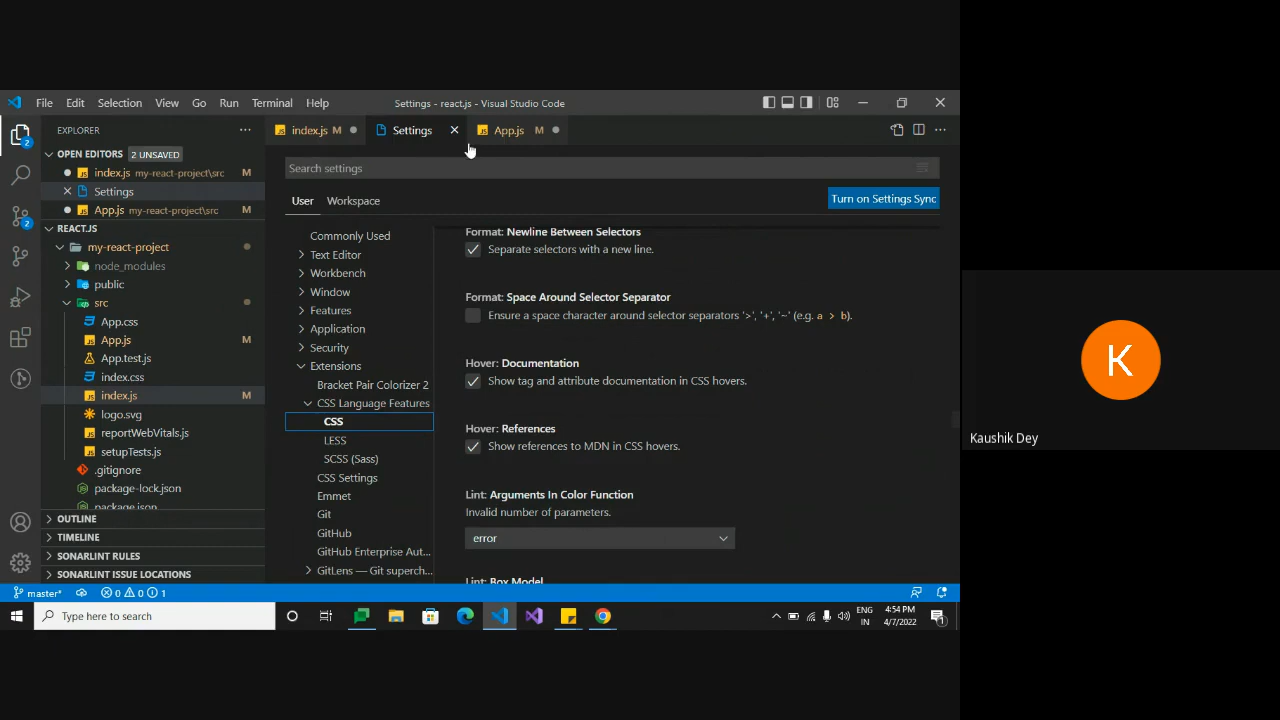 File Edit Selection View Go Run Terminal Help
Settings - react.js - Visual Studio Code
EXPLORER
OPEN EDITORS 2 UNSAVED
index.js my-react-project\src M
Settings
App.js my-react-project\src M
REACT.JS
my-react-project
node_modules
public
src
App.css
App.js M
App.test.js
index.css
index.js M
logo.svg
reportWebVitals.js
setupTests.js
.gitignore
package-lock.json
package.json
OUTLINE
TIMELINE
SONARLINT RULES
SONARLINT ISSUE LOCATIONS
2
2
index.js M Settings App.js M
Search settings
User Workspace
Turn on Settings Sync
Commonly Used
Text Editor
Workbench
Window
Features
Application
Security
Extensions
Bracket Pair Colorizer 2
CSS Language Features
CSS
LESS
SCSS (Sass)
CSS Settings
Emmet
Git
GitHub
GitHub Enterprise Aut...
GitLens — Git superch...
Format: Newline Between Selectors
Separate selectors with a new line.
Format: Space Around Selector Separator
Ensure a space character around selector separators '>', '+', '~' (e.g. a > b).
Hover: Documentation
Show tag and attribute documentation in CSS hovers.
Hover: References
Show references to MDN in CSS hovers.
Lint: Arguments In Color Function
Invalid number of parameters.
error
Lint: Box Model
master* 0 0 1
Type here to search
ENG
IN
4:54 PM
4/7/2022
1
K
Kaushik Dey